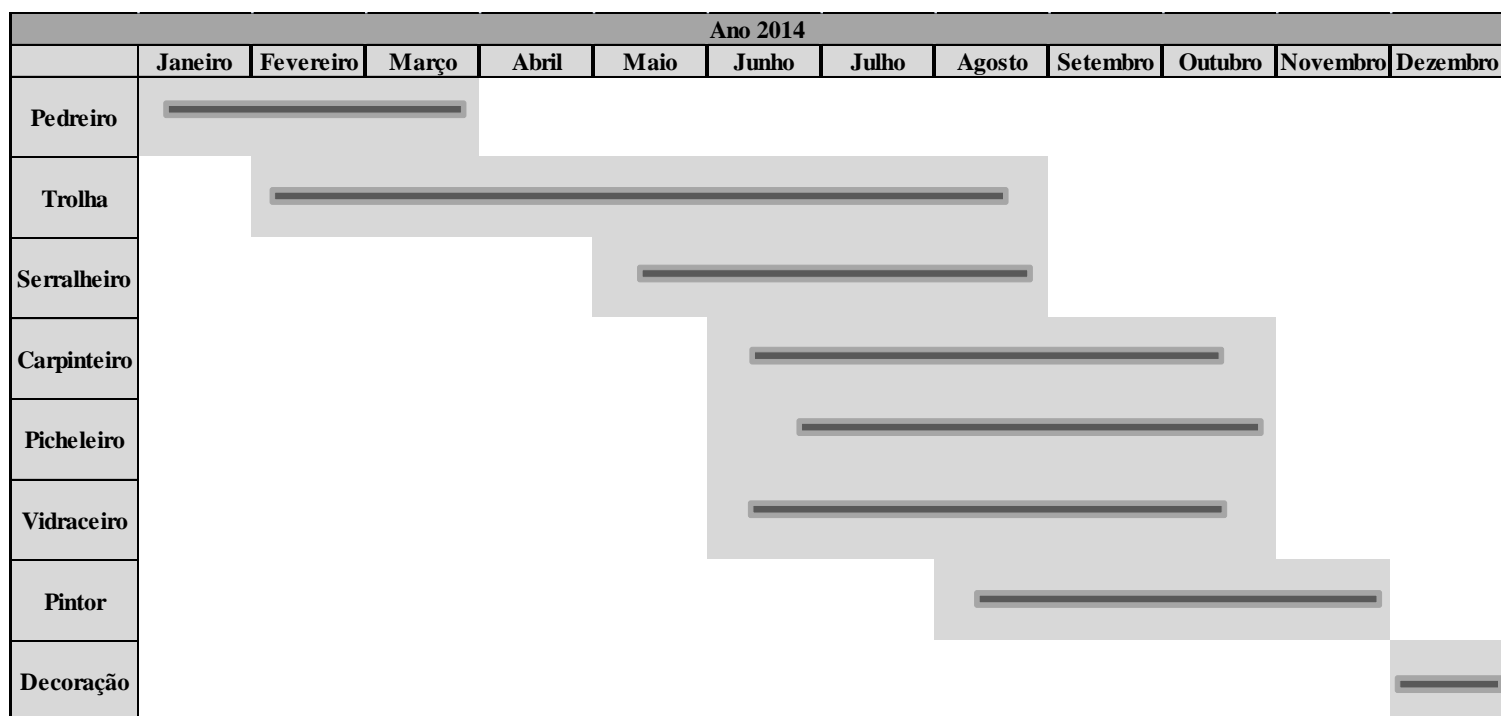 Ano 2014
Janeiro Fevereiro Março Abril Maio Junho Julho Agosto Setembro Outubro Novembro Dezembro
Pedreiro
Trolha
Serralheiro
Carpinteiro
Picheleiro
Vidraceiro
Pintor
Decoração